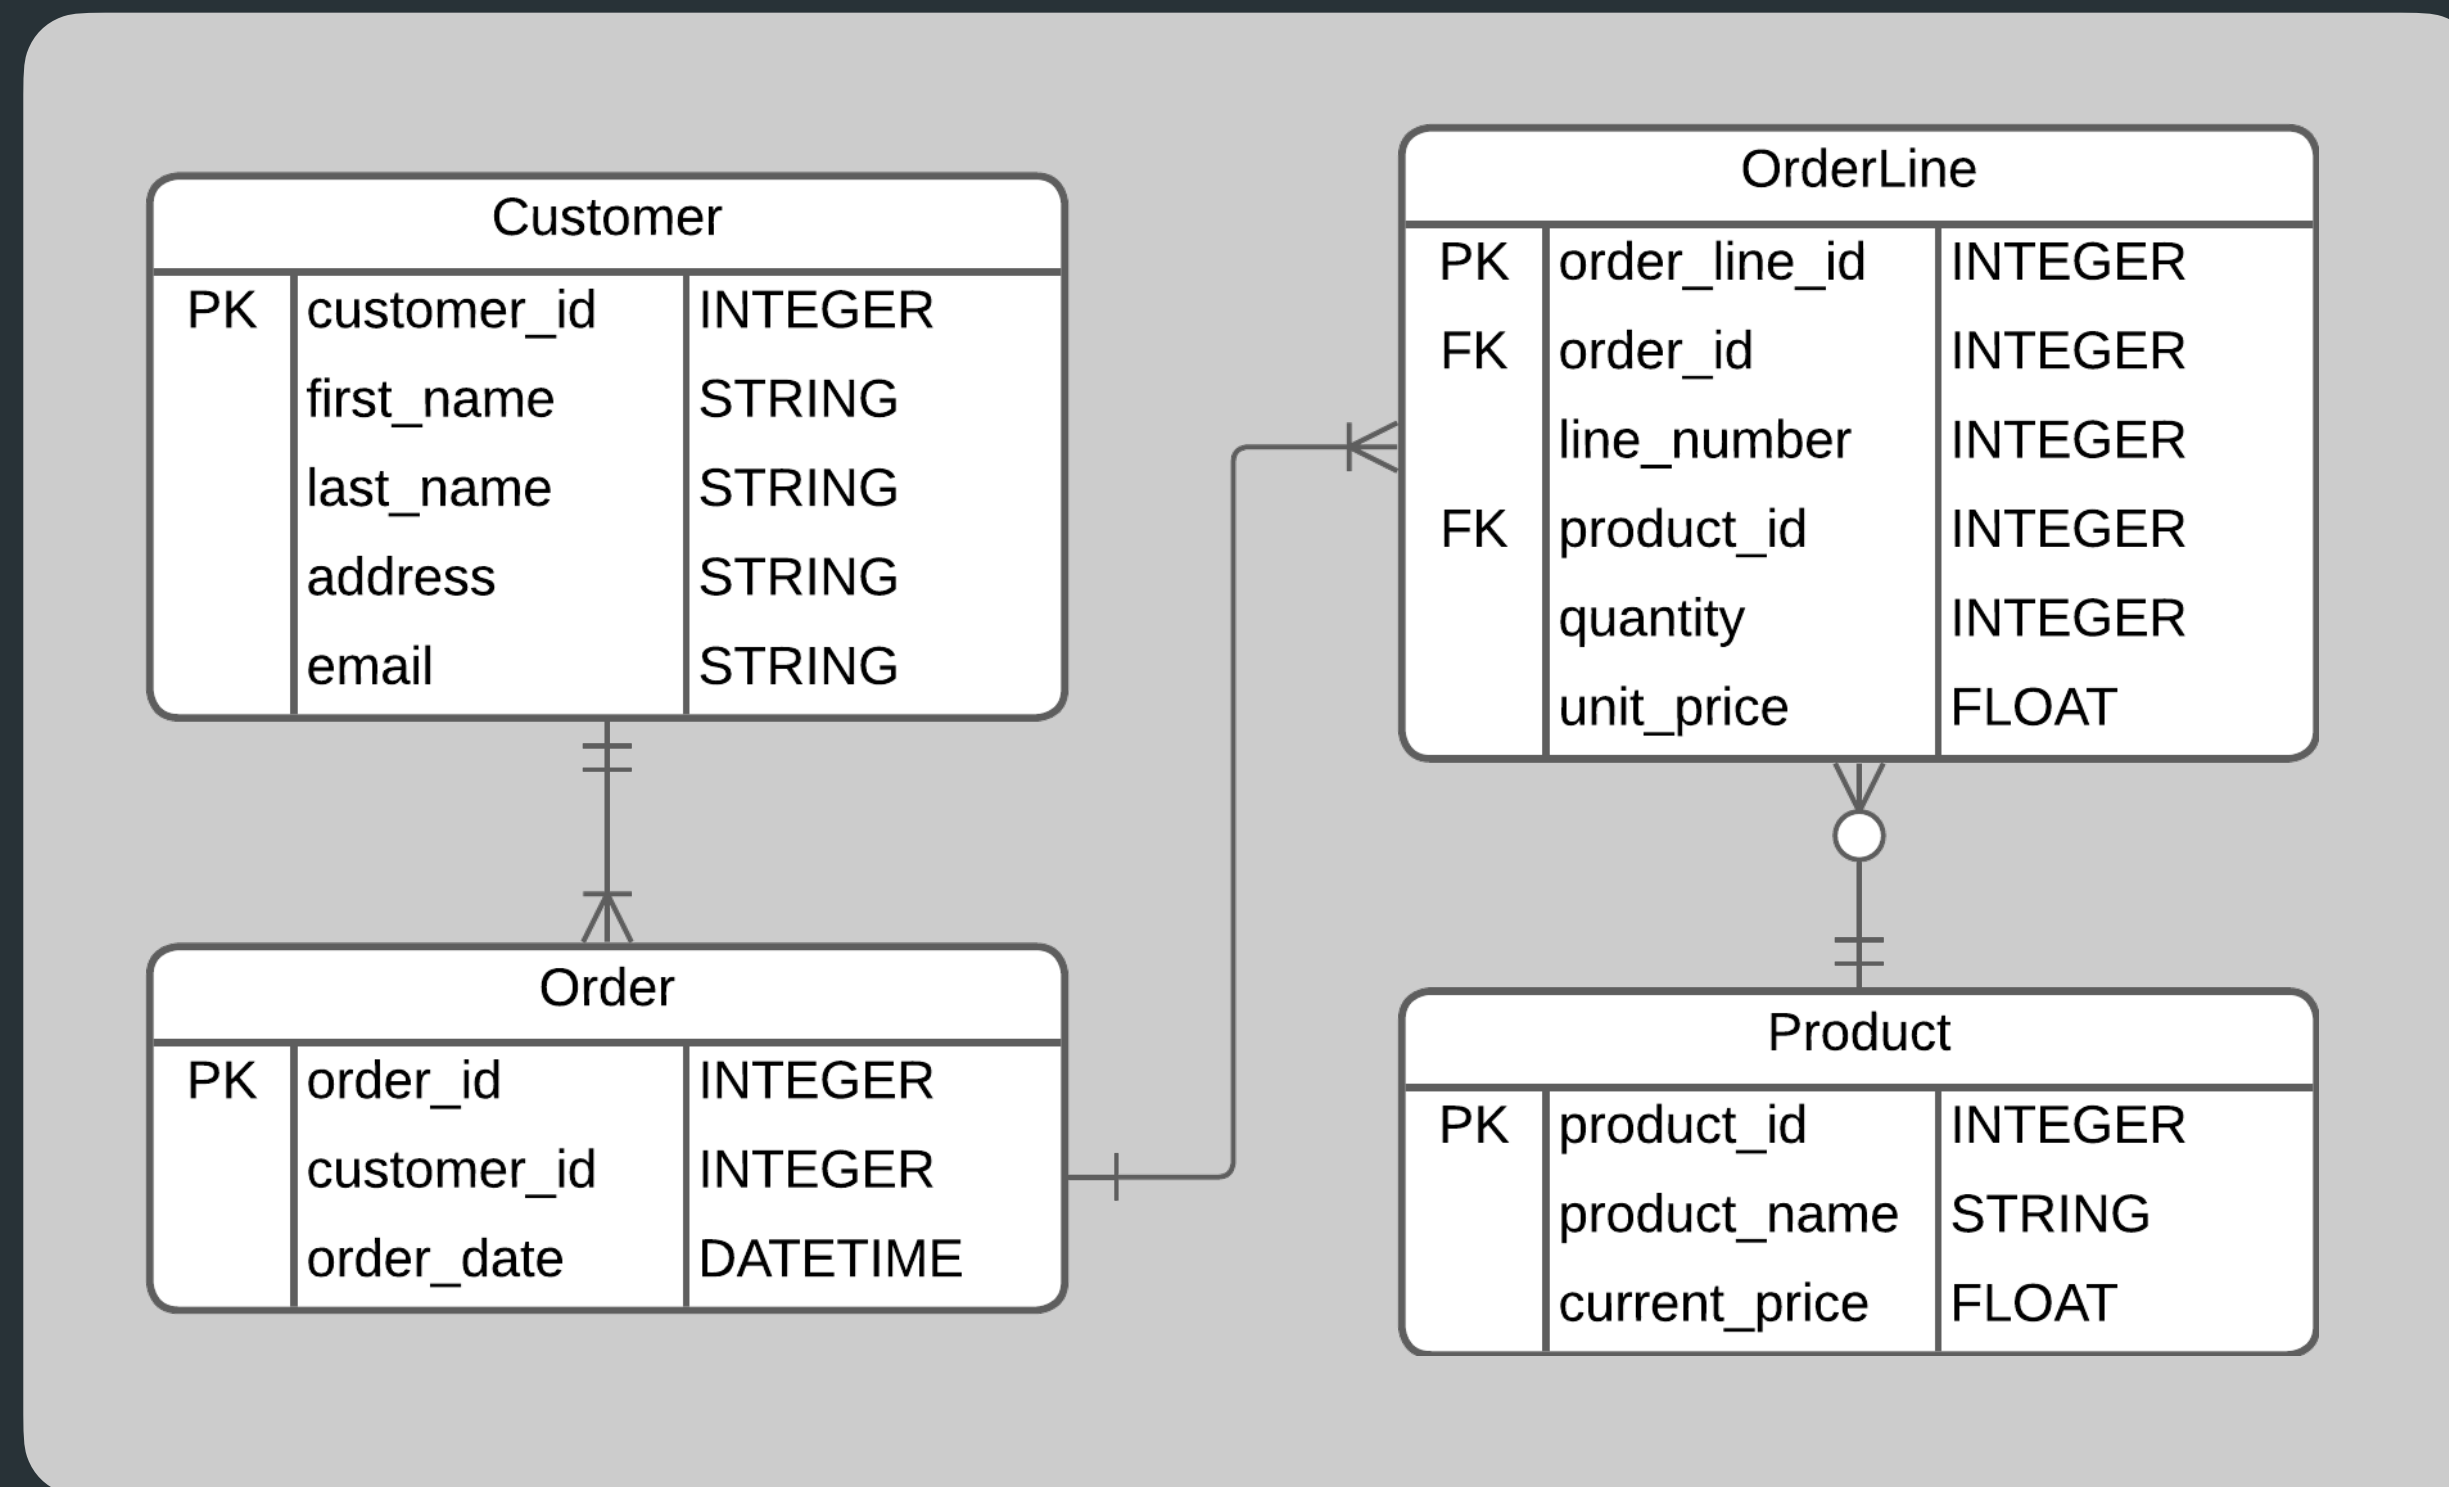 Customer
PK customer_id INTEGER
first_name STRING
last_name STRING
address STRING
email STRING
Order
PK order_id INTEGER
customer_id INTEGER
order_date DATETIME
OrderLine
PK order_line_id INTEGER
FK order_id INTEGER
line_number INTEGER
FK product_id INTEGER
quantity INTEGER
unit_price FLOAT
Product
PK product_id INTEGER
product_name STRING
current_price FLOAT